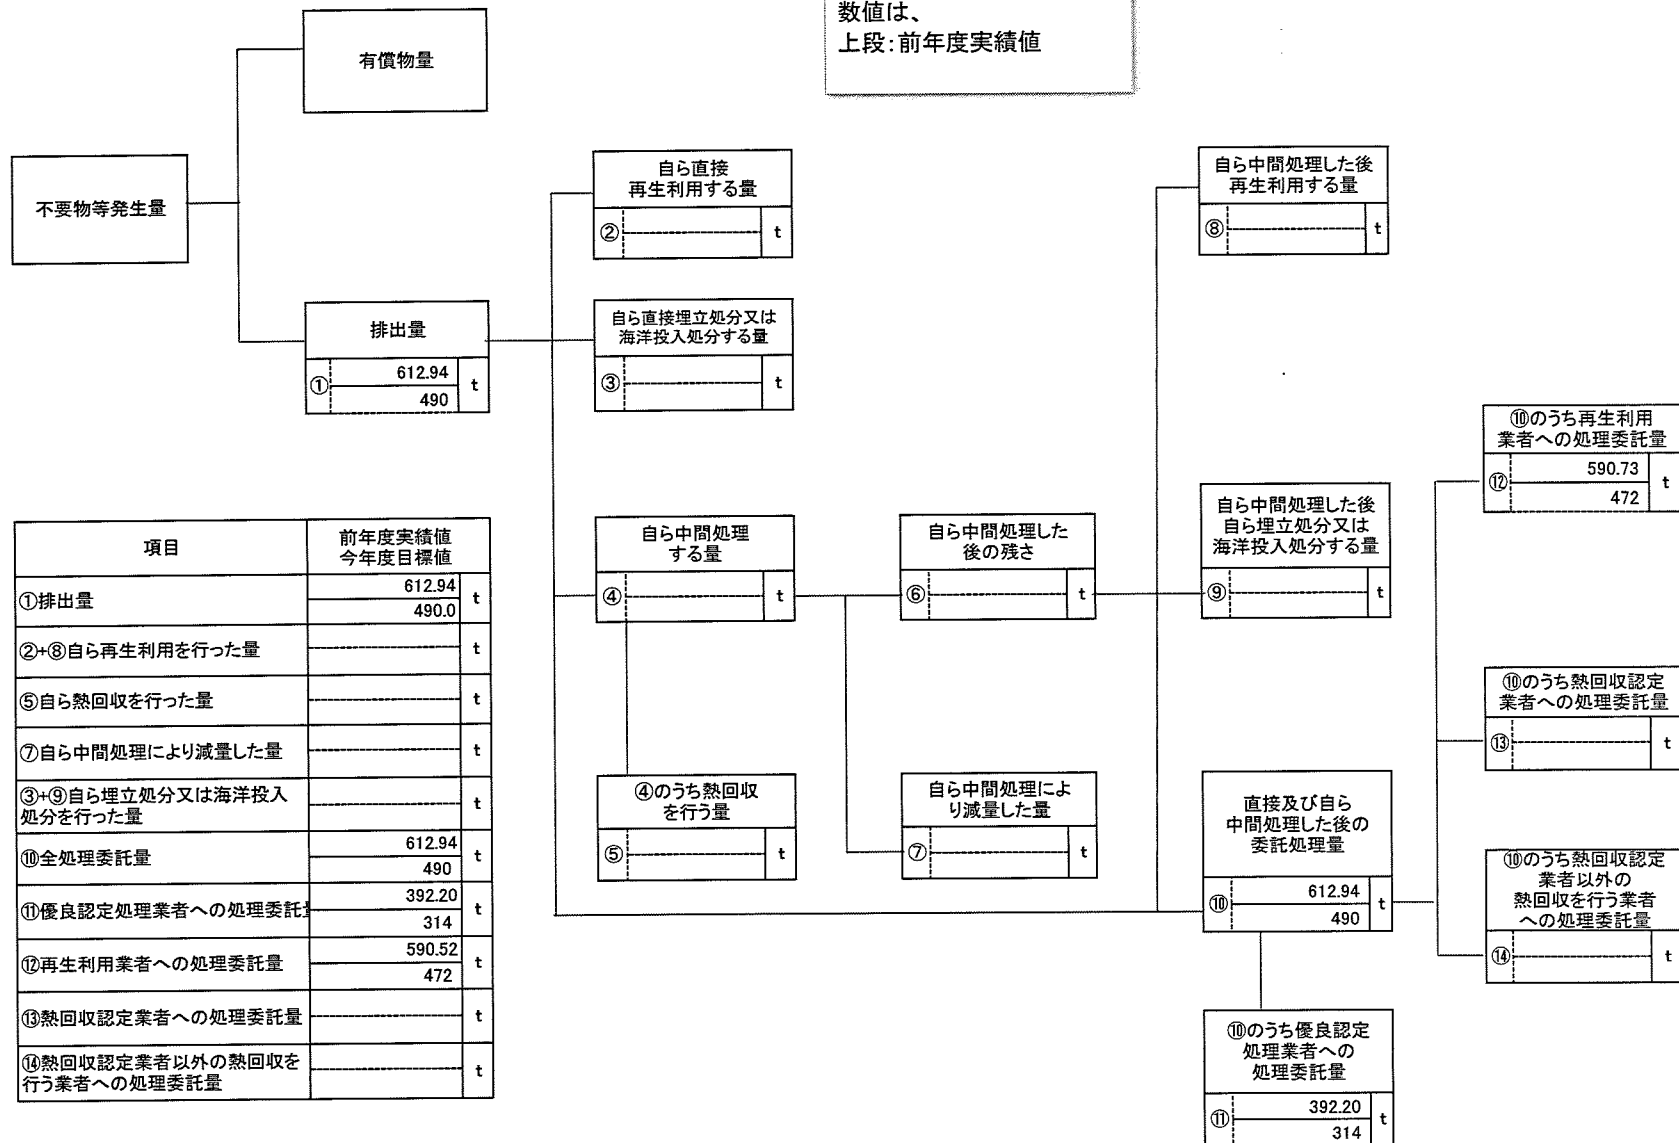 数値は、
上段:前年度実績値
有償物量
不要物等発生量
排出量
① 612.94 t
490
自ら直接
再生利用する量
② t
自ら直接埋立処分又は
海洋投入処分する量
③ t
自ら中間処理
する量
④ t
④のうち熱回収
を行う量
⑤ t
自ら中間処理した
後の残さ
⑥ t
自ら中間処理によ
り減量した量
⑦ t
自ら中間処理した後
再生利用する量
⑧ t
自ら中間処理した後
自ら埋立処分又は
海洋投入処分する量
⑨ t
直接及び自ら
中間処理した後の
委託処理量
⑩ 612.94 t
490
⑩のうち優良認定
処理業者への
処理委託量
⑪ 392.20 t
314
⑩のうち再生利用
業者への処理委託量
⑫ 590.73 t
472
⑩のうち熱回収認定
業者への処理委託量
⑬ t
⑩のうち熱回収認定
業者以外の
熱回収を行う業者
への処理委託量
⑭ t
項目 前年度実績値
今年度目標値
①排出量 612.94 t
490.0
②+⑧自ら再生利用を行った量 t
⑤自ら熱回収を行った量 t
⑦自ら中間処理により減量した量 t
③+⑨自ら埋立処分又は海洋投入
処分を行った量 t
⑩全処理委託量 612.94 t
490
⑪優良認定処理業者への処理委託 392.20 t
314
⑫再生利用業者への処理委託量 590.52 t
472
⑬熱回収認定業者への処理委託量 t
⑭熱回収認定業者以外の熱回収を
行う業者への処理委託量 t